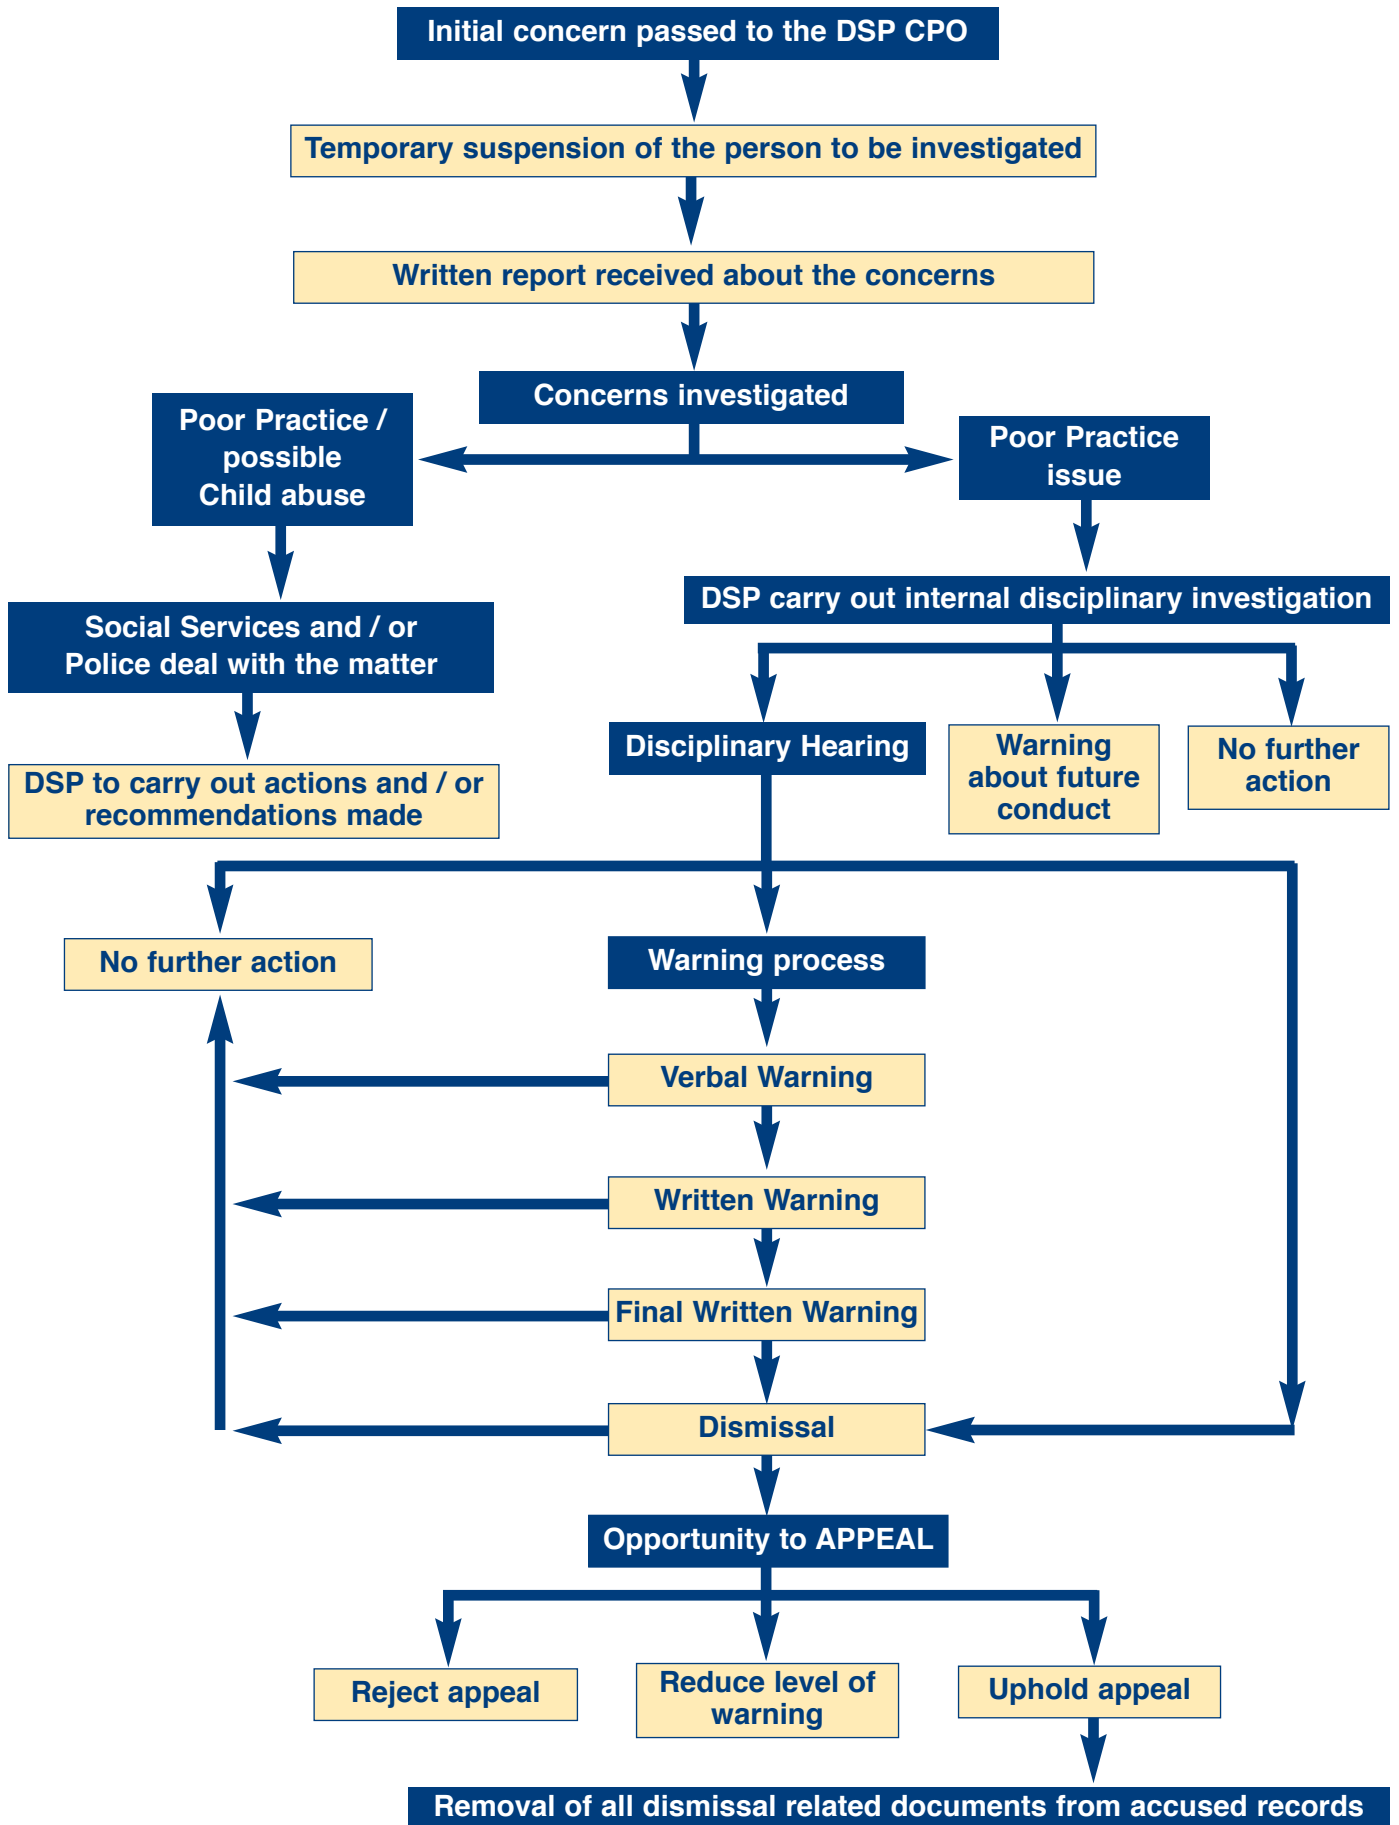 Initial concern passed to the DSP CPO
Temporary suspension of the person to be investigated
Written report received about the concerns
Concerns investigated
Poor Practice /
possible
Child abuse
Poor Practice
issue
Social Services and / or
Police deal with the matter
DSP carry out internal disciplinary investigation
DSP to carry out actions and / or
recommendations made
Disciplinary Hearing
Warning
about future
conduct
No further
action
No further action
Warning process
Verbal Warning
Written Warning
Final Written Warning
Dismissal
Opportunity to APPEAL
Reject appeal
Reduce level of
warning
Uphold appeal
Removal of all dismissal related documents from accused records